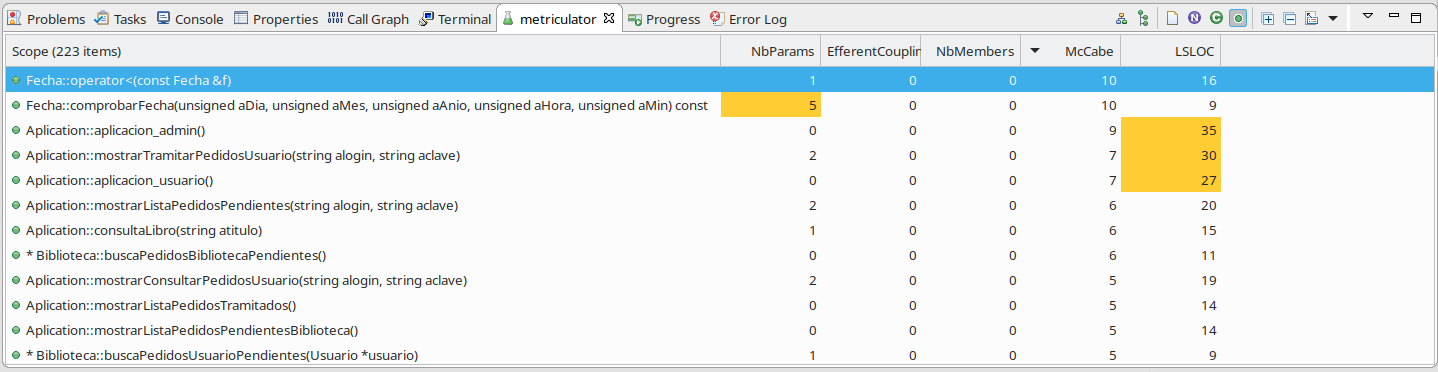 Problems Tasks Console Properties Call Graph Terminal metriculator Progress Error Log
Scope (223 items) NbParams EfferentCouplin NbMembers McCabe LSLOC
Fecha::operator<(const Fecha &f) 1 0 0 10 16
Fecha::comprobarFecha(unsigned aDia, unsigned aMes, unsigned aAnio, unsigned aHora, unsigned aMin) const 5 0 0 10 9
Aplication::aplicacion_admin() 0 0 0 9 35
Aplication::mostrarTramitarPedidosUsuario(string alogin, string aclave) 2 0 0 7 30
Aplication::aplicacion_usuario() 0 0 0 7 27
Aplication::mostrarListaPedidosPendientes(string alogin, string aclave) 2 0 0 6 20
Aplication::consultaLibro(string atitulo) 1 0 0 6 15
* Biblioteca::buscaPedidosBibliotecaPendientes() 0 0 0 6 11
Aplication::mostrarConsultarPedidosUsuario(string alogin, string aclave) 2 0 0 5 19
Aplication::mostrarListaPedidosTramitados() 0 0 0 5 14
Aplication::mostrarListaPedidosPendientesBiblioteca() 0 0 0 5 14
* Biblioteca::buscaPedidosUsuarioPendientes(Usuario *usuario) 1 0 0 5 9